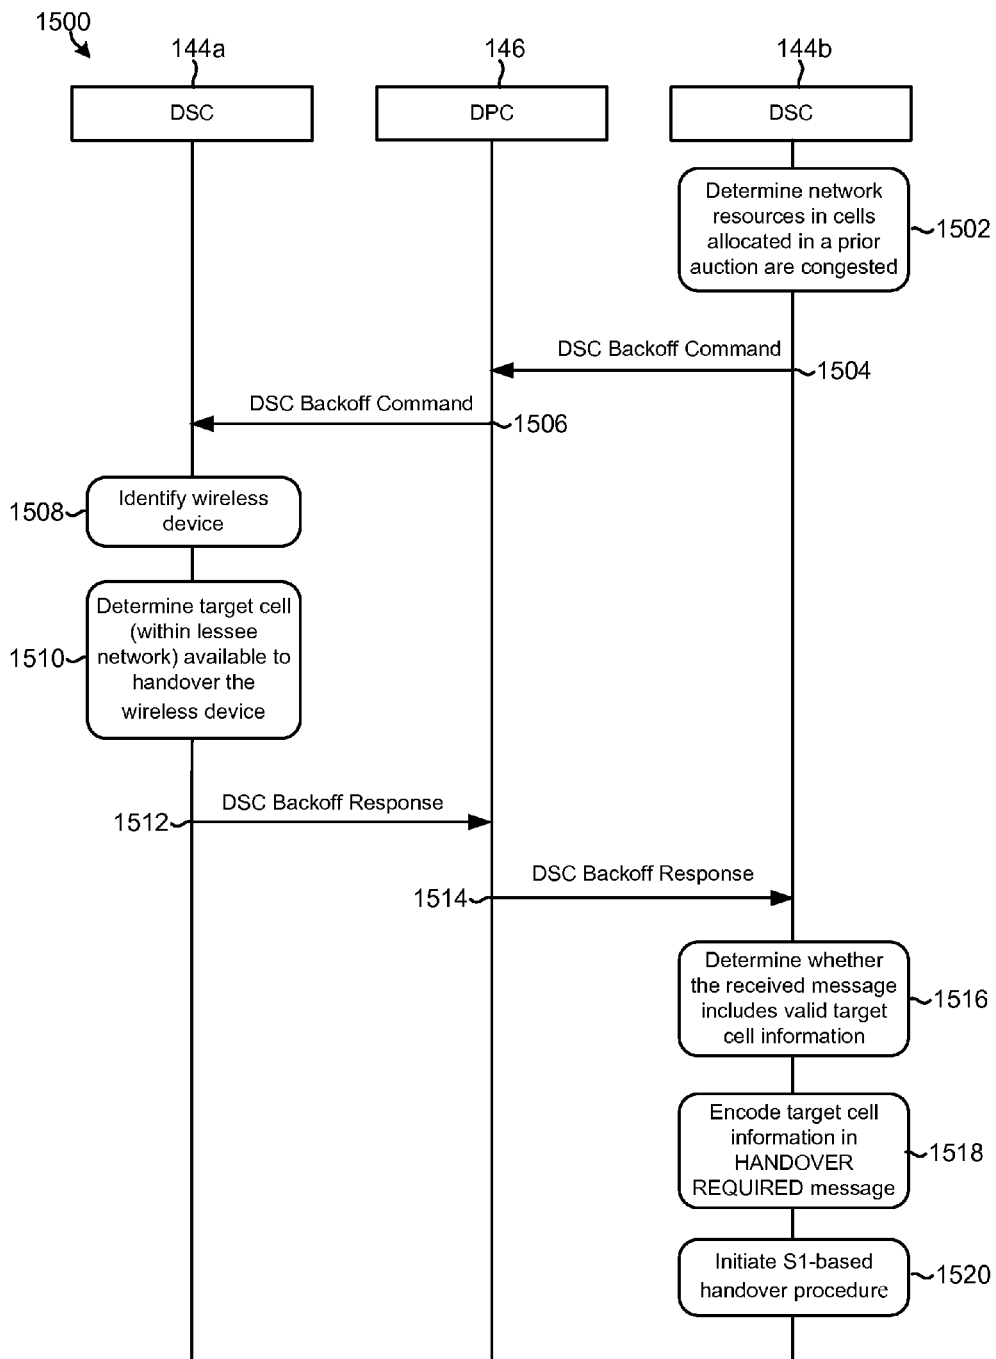 1500
144a
146
144b
DSC
DPC
DSC
Determine network
resources in cells
allocated in a prior
auction are congested
1502
DSC Backoff Command
1504
DSC Backoff Command
1506
1508
Identify wireless
device
1510
Determine target cell
(within lessee
network) available to
handover the
wireless device
DSC Backoff Response
1512
DSC Backoff Response
1514
Determine whether
the received message
includes valid target
cell information
1516
Encode target cell
information in
HANDOVER
REQUIRED message
1518
Initiate S1-based
handover procedure
1520